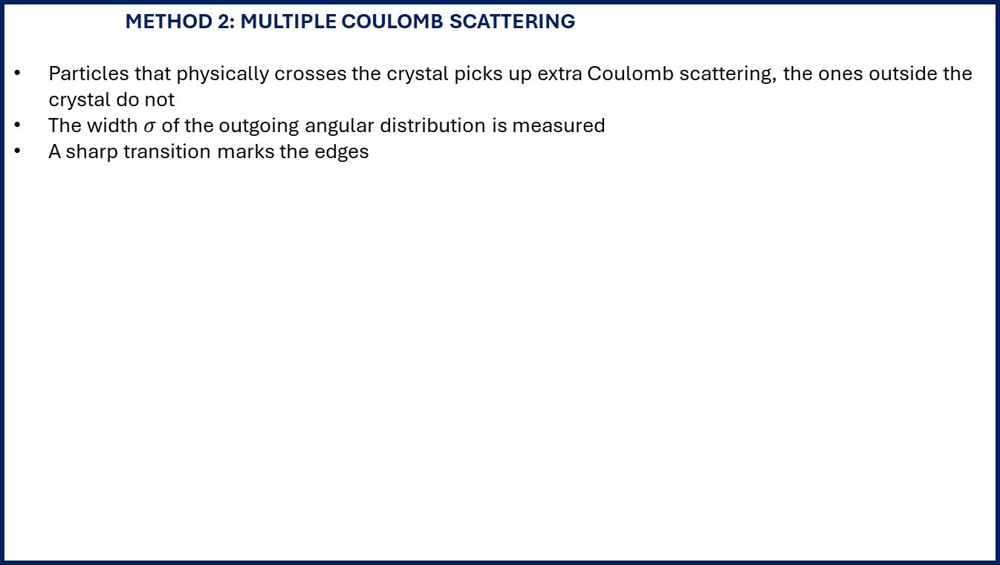 METHOD 2: MULTIPLE COULOMB SCATTERING
• Particles that physically crosses the crystal picks up extra Coulomb scattering, the ones outside the
crystal do not
• The width 𝜎 of the outgoing angular distribution is measured
• A sharp transition marks the edges